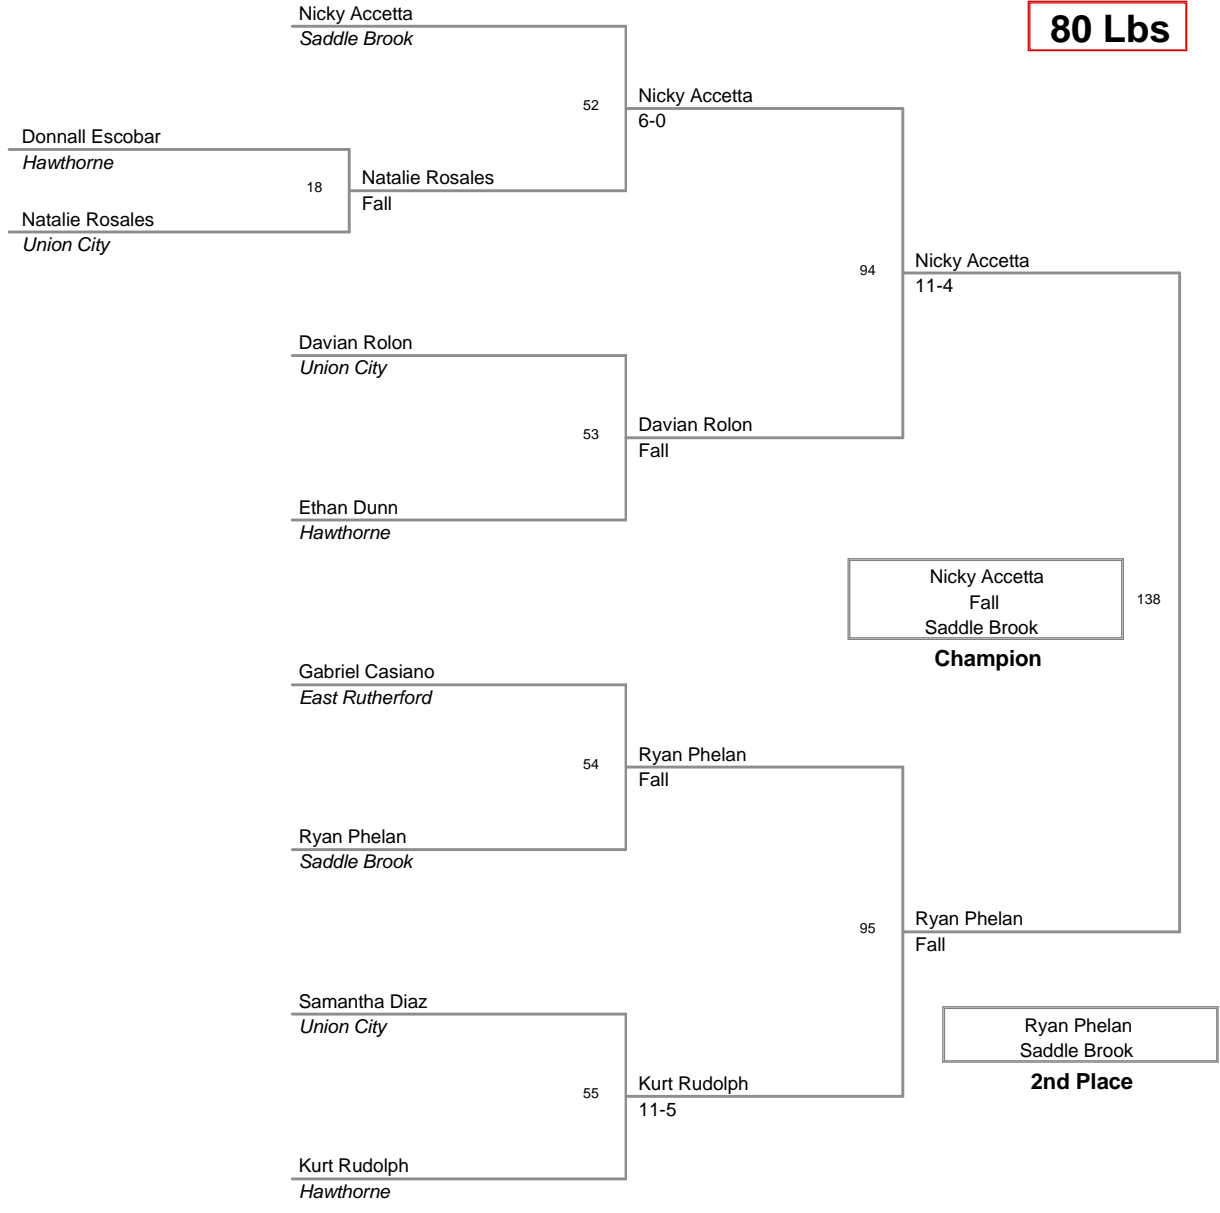 Nicky Accetta
Saddle Brook
80 Lbs
52
Nicky Accetta
6-0
Donnall Escobar
Hawthorne
18
Natalie Rosales
Fall
Natalie Rosales
Union City
94
Nicky Accetta
11-4
Davian Rolon
Union City
53
Davian Rolon
Fall
Ethan Dunn
Hawthorne
Nicky Accetta
Fall
Saddle Brook
138
Champion
Gabriel Casiano
East Rutherford
54
Ryan Phelan
Fall
Ryan Phelan
Saddle Brook
95
Ryan Phelan
Fall
Samantha Diaz
Union City
Ryan Phelan
Saddle Brook
2nd Place
55
Kurt Rudolph
11-5
Kurt Rudolph
Hawthorne